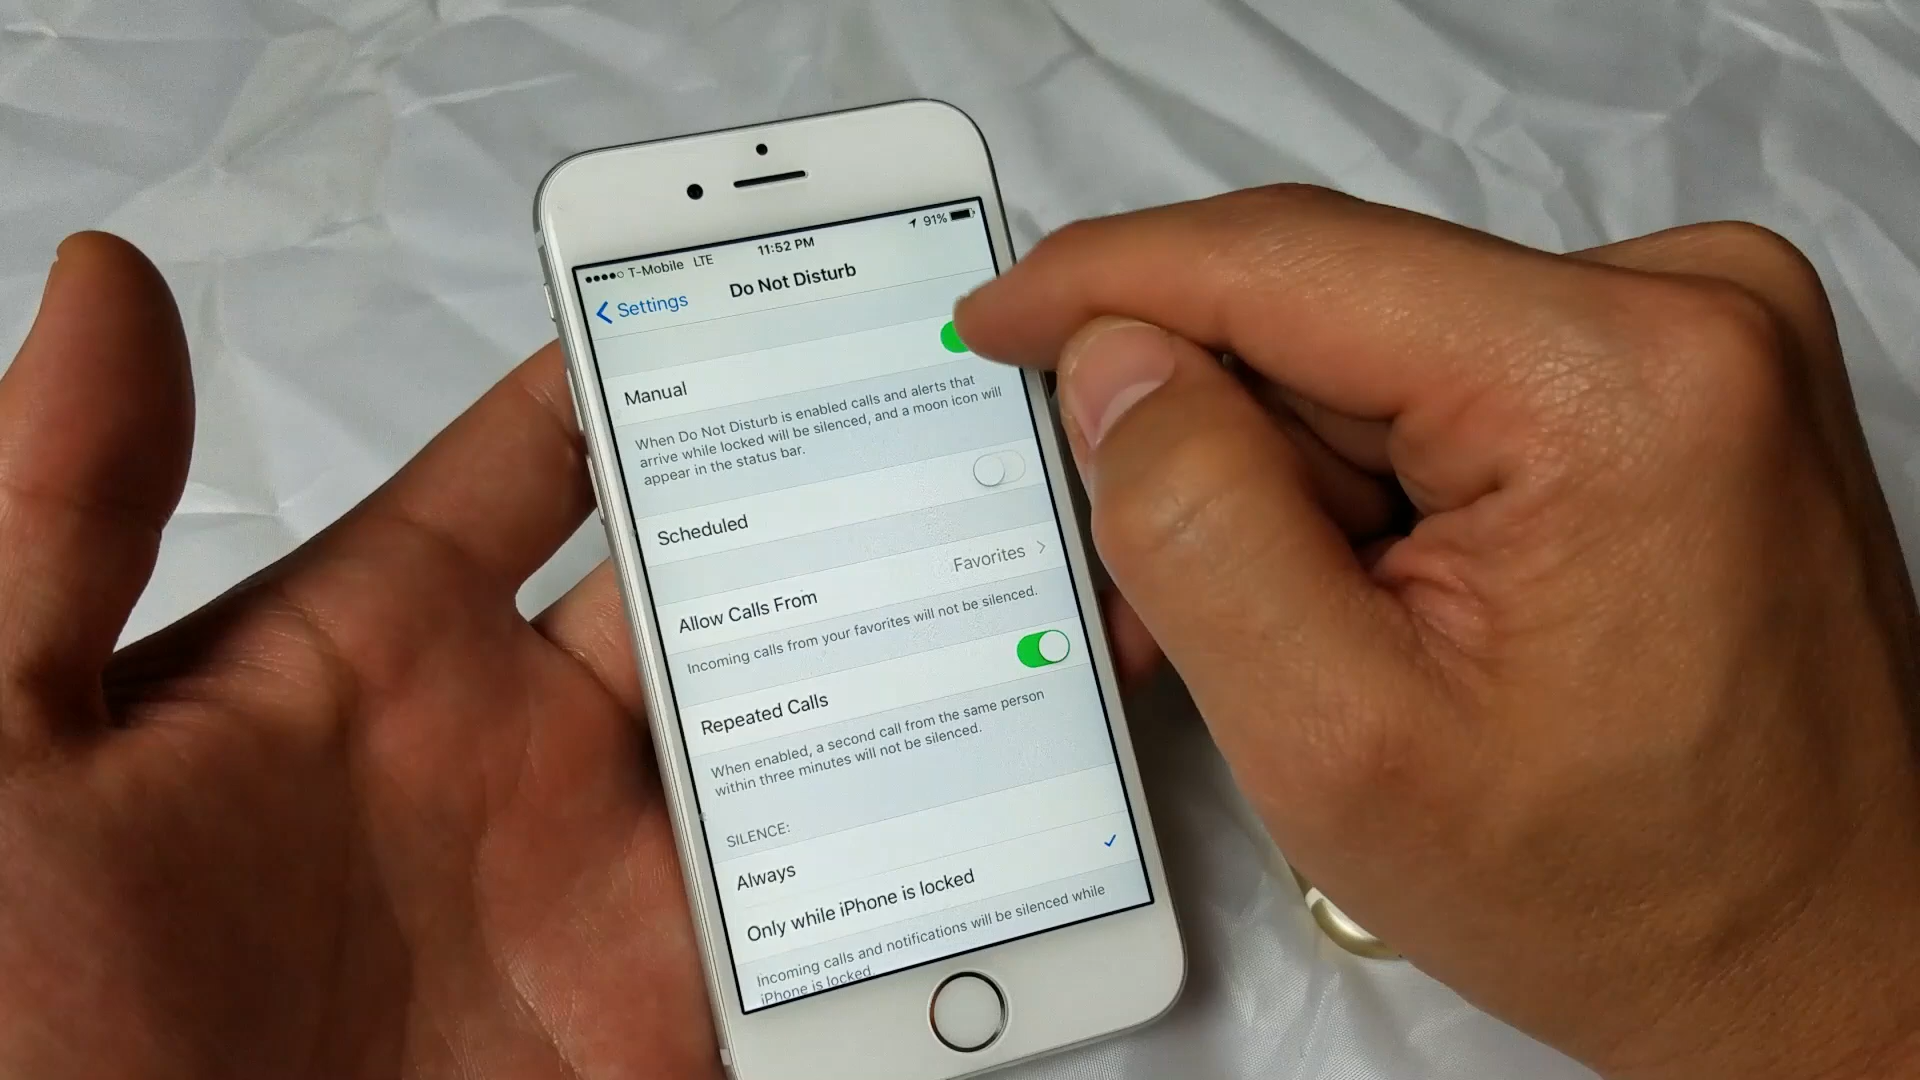 T-Mobile LTE 11:52 PM 91%
Settings Do Not Disturb
Manual
When Do Not Disturb is enabled calls and alerts that
arrive while locked will be silenced, and a moon icon will
appear in the status bar.
Scheduled
Allow Calls From Favorites
Incoming calls from your favorites will not be silenced.
Repeated Calls
When enabled, a second call from the same person
within three minutes will not be silenced.
SILENCE:
Always
Only while iPhone is locked
Incoming calls and notifications will be silenced while
iPhone is locked.